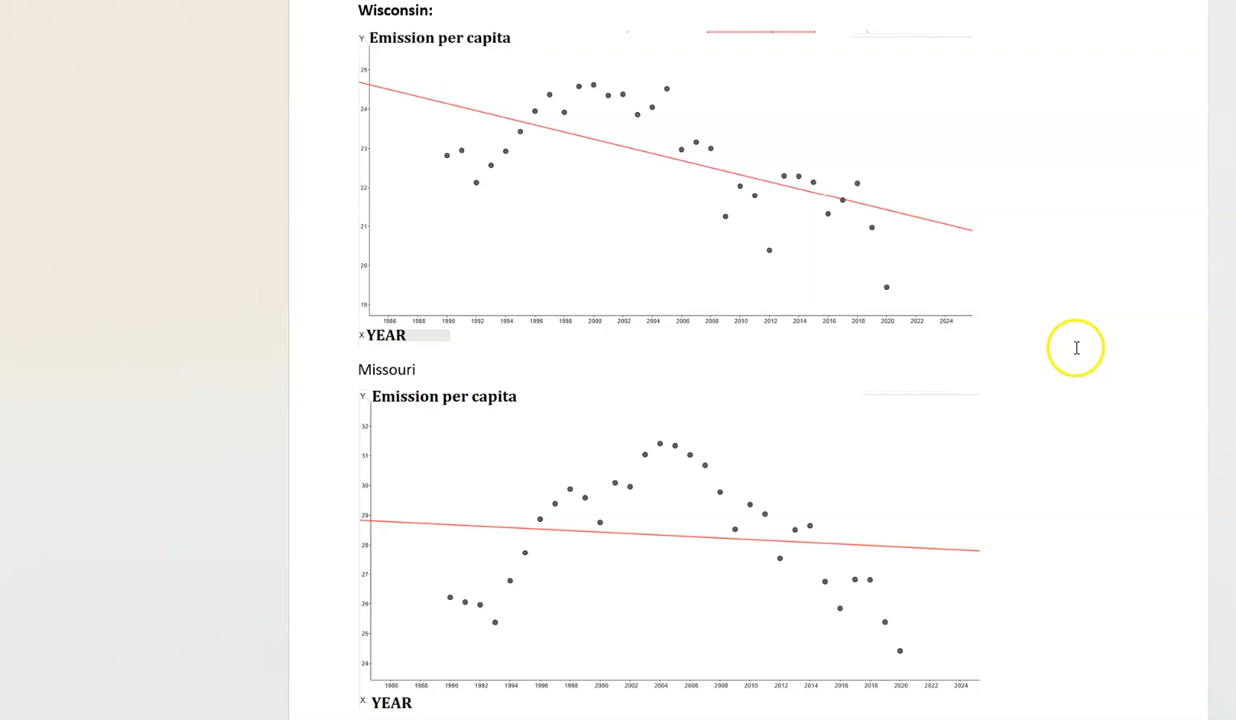 Wisconsin:
Y: Emission per capita
25
24
23
22
21
20
19
1986 1988 1990 1992 1994 1996 1998 2000 2002 2004 2006 2008 2010 2012 2014 2016 2018 2020 2022 2024
X: YEAR
Missouri
Y: Emission per capita
32
31
30
29
28
27
26
25
24
1986 1988 1990 1992 1994 1996 1998 2000 2002 2004 2006 2008 2010 2012 2014 2016 2018 2020 2022 2024
X: YEAR